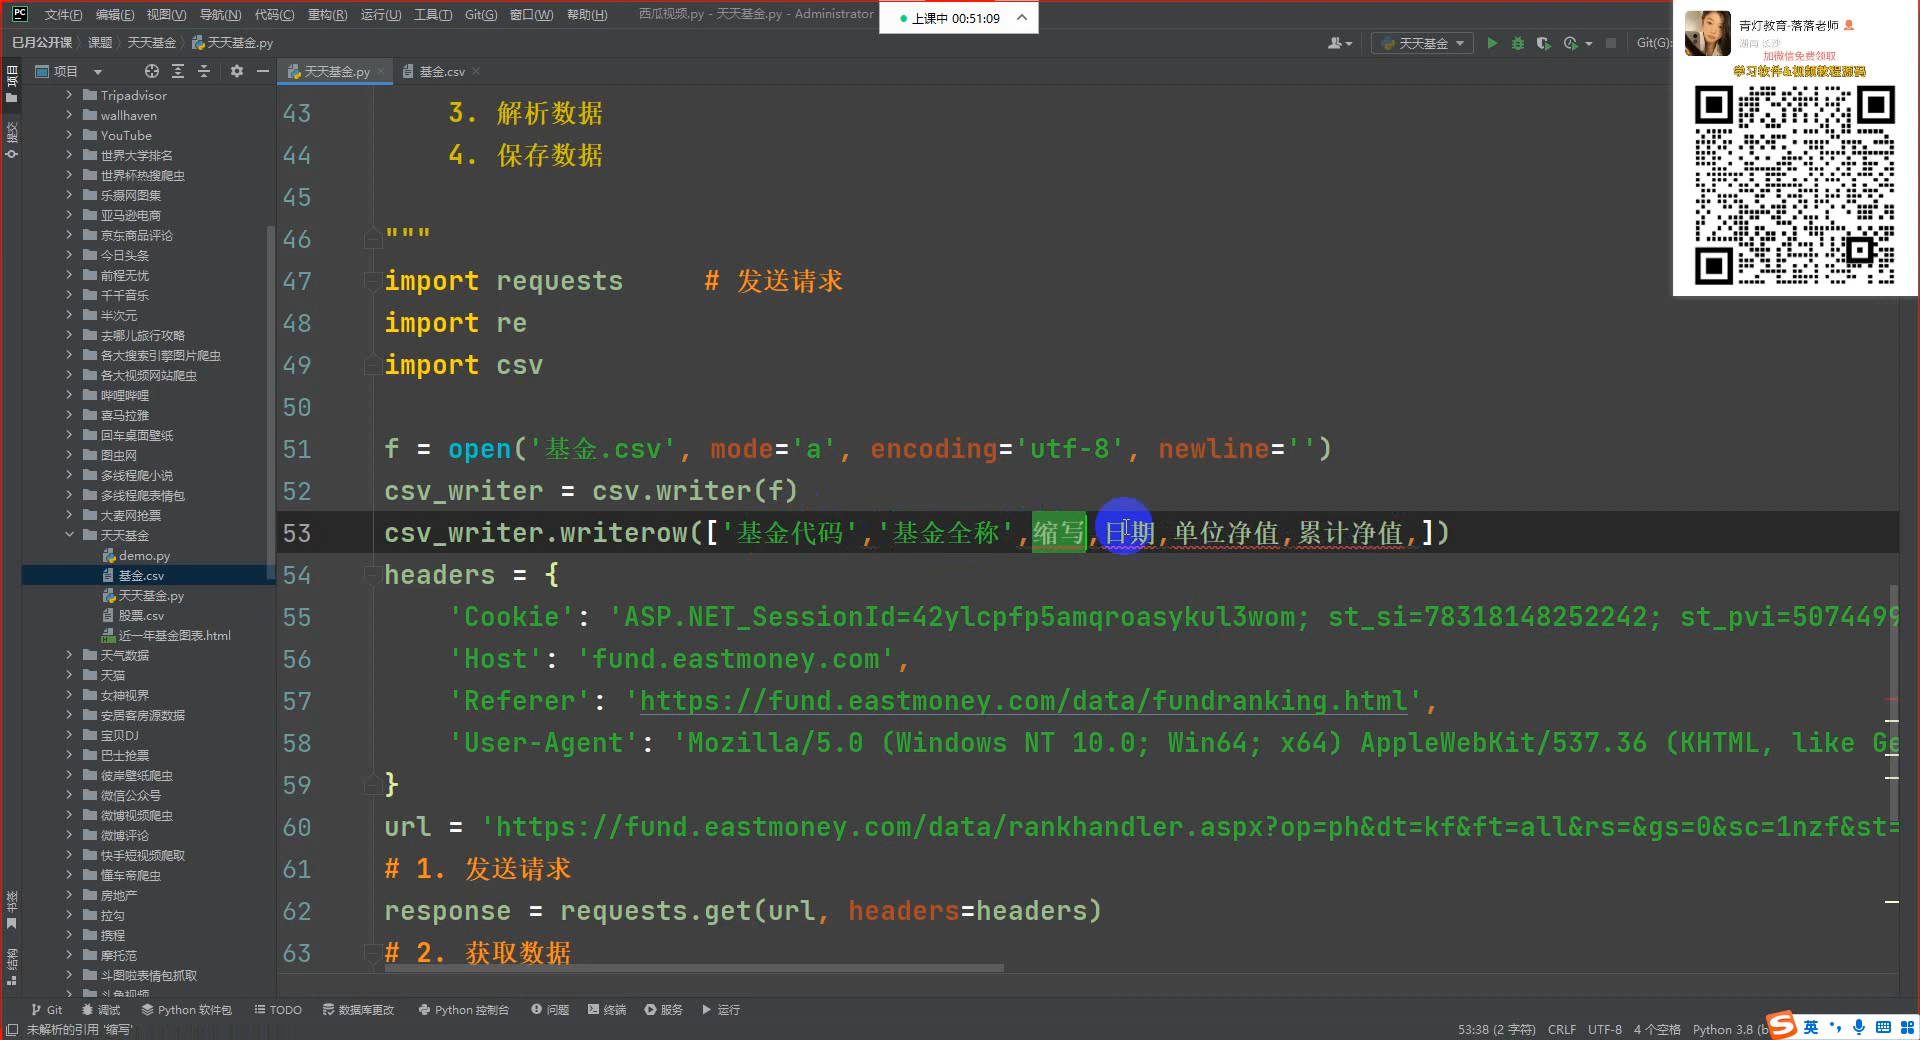 文件(F) 编辑(E) 视图(V) 导航(N) 代码(C) 重构(R) 运行(U) 工具(T) Git(G) 窗口(W) 帮助(H) 西瓜视频.py - 天天基金.py - Administrator
上课中 00:51:09
巳月公开课 课题 天天基金 天天基金.py
天天基金
Git(G):
项目
天天基金.py
基金.csv
项目
提交
书签
结构
Tripadvisor
wallhaven
YouTube
世界大学排名
世界杯热搜爬虫
乐摄网图集
亚马逊电商
京东商品评论
今日头条
前程无忧
千千音乐
半次元
去哪儿旅行攻略
各大搜索引擎图片爬虫
各大视频网站爬虫
哔哩哔哩
喜马拉雅
回车桌面壁纸
图虫网
多线程爬小说
多线程爬表情包
大麦网抢票
天天基金
demo.py
基金.csv
天天基金.py
股票.csv
近一年基金图表.html
天气数据
天猫
女神视界
安居客房源数据
宝贝DJ
巴士抢票
彼岸壁纸爬虫
微信公众号
微博视频爬虫
微博评论
快手短视频爬取
懂车帝爬虫
房地产
拉勾
携程
摩托范
斗图啦表情包抓取
斗鱼视频
43 3. 解析数据
44 4. 保存数据
45
46 """
47 import requests # 发送请求
48 import re
49 import csv
50
51 f = open('基金.csv', mode='a', encoding='utf-8', newline='')
52 csv_writer = csv.writer(f)
53 csv_writer.writerow(['基金代码','基金全称',缩写,日期,单位净值,累计净值,])
54 headers = {
55 'Cookie': 'ASP.NET_SessionId=42ylcpfp5amqroasykul3wom; st_si=78318148252242; st_pvi=5074499
56 'Host': 'fund.eastmoney.com',
57 'Referer': 'https://fund.eastmoney.com/data/fundranking.html',
58 'User-Agent': 'Mozilla/5.0 (Windows NT 10.0; Win64; x64) AppleWebKit/537.36 (KHTML, like Ge
59 }
60 url = 'https://fund.eastmoney.com/data/rankhandler.aspx?op=ph&dt=kf&ft=all&rs=&gs=0&sc=1nzf&st=
61 # 1. 发送请求
62 response = requests.get(url, headers=headers)
63 # 2. 获取数据
青灯教育-落落老师
湖南 长沙
加微信免费领取
学习软件&视频教程源码
Git 调试 Python 软件包 TODO 数据库更改 Python 控制台 问题 终端 服务 运行
未解析的引用 '缩写'
53:38 (2 字符) CRLF UTF-8 4 个空格 Python 3.8 (b
英